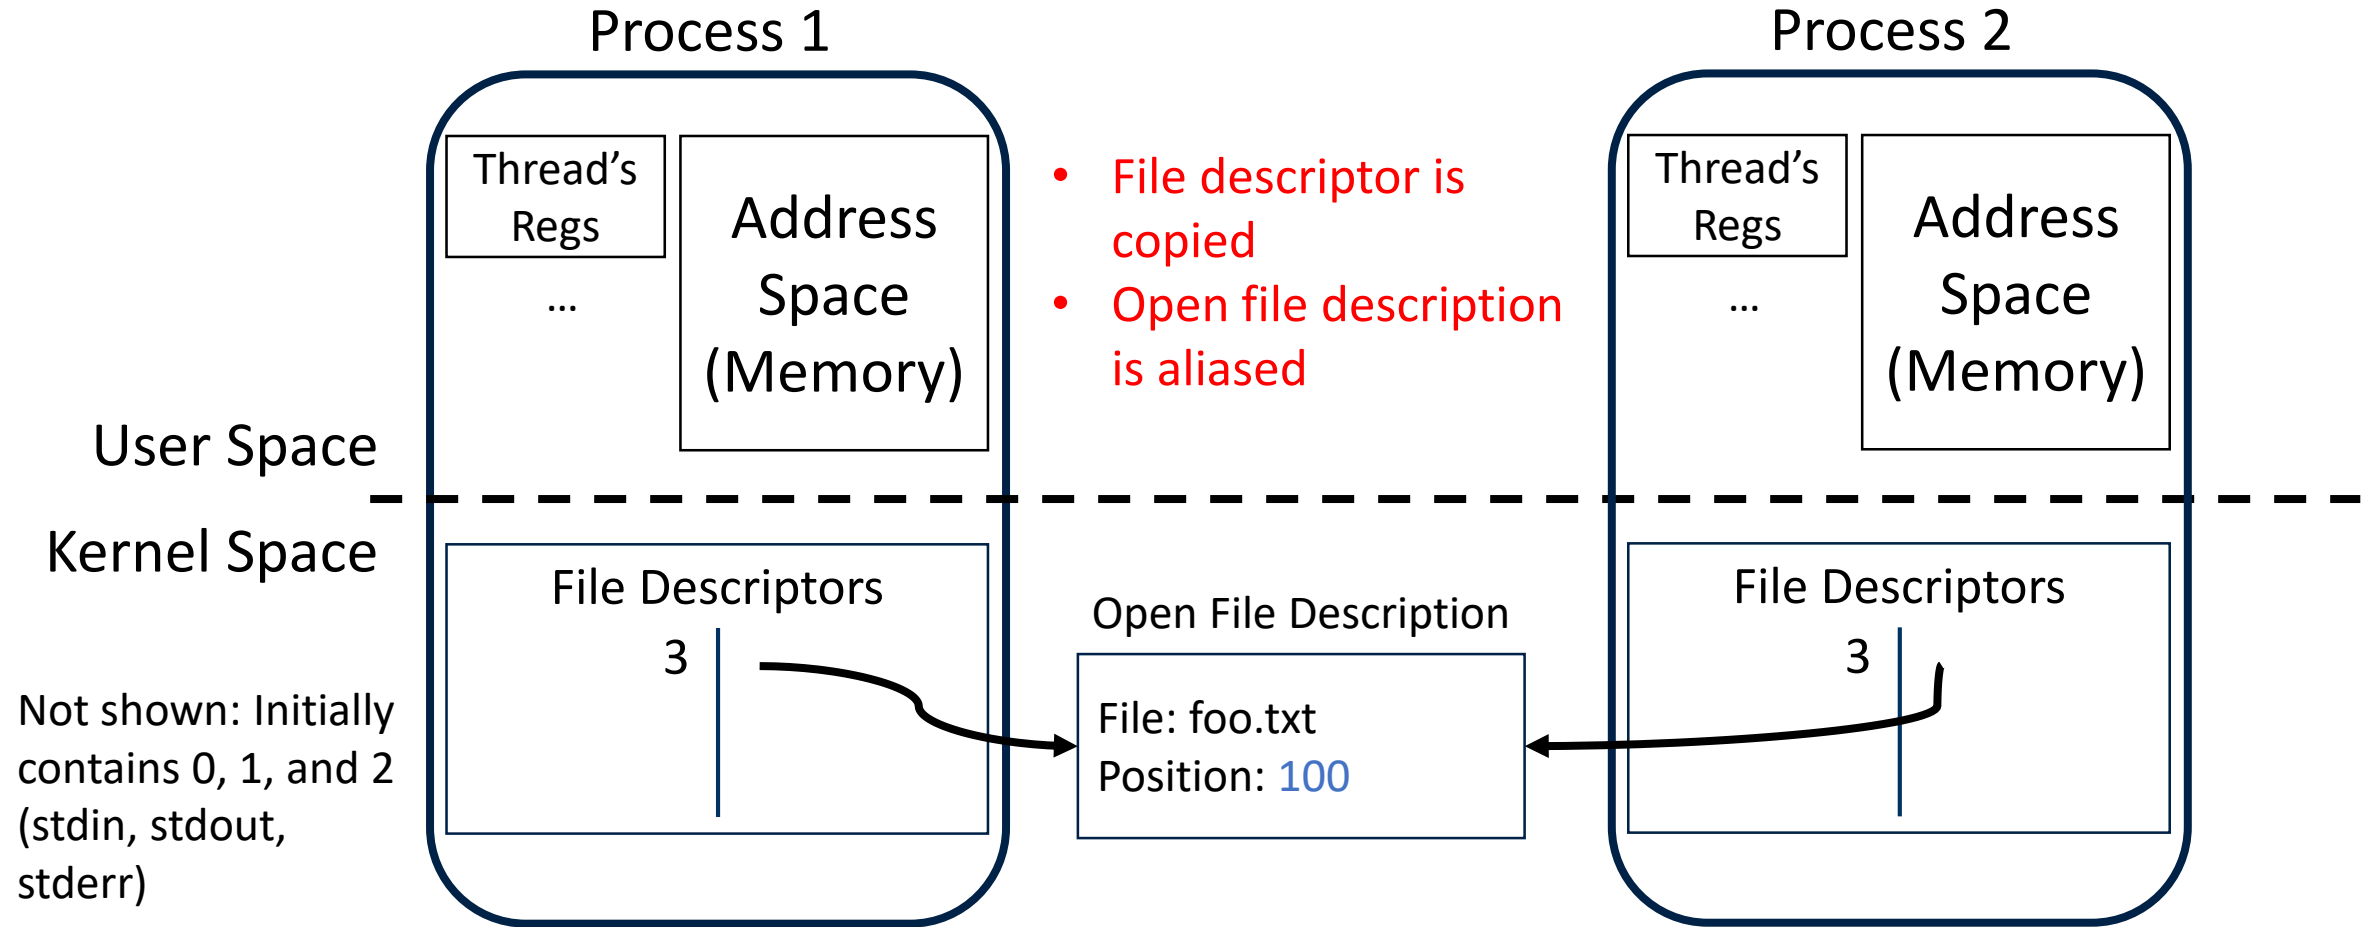 Process 1
Thread’s
Regs
...
Address
Space
(Memory)
• File descriptor is
copied
• Open file description
is aliased
Process 2
Thread’s
Regs
...
Address
Space
(Memory)
User Space
Kernel Space
File Descriptors
3
Open File Description
File: foo.txt
Position: 100
File Descriptors
3
Not shown: Initially
contains 0, 1, and 2
(stdin, stdout,
stderr)